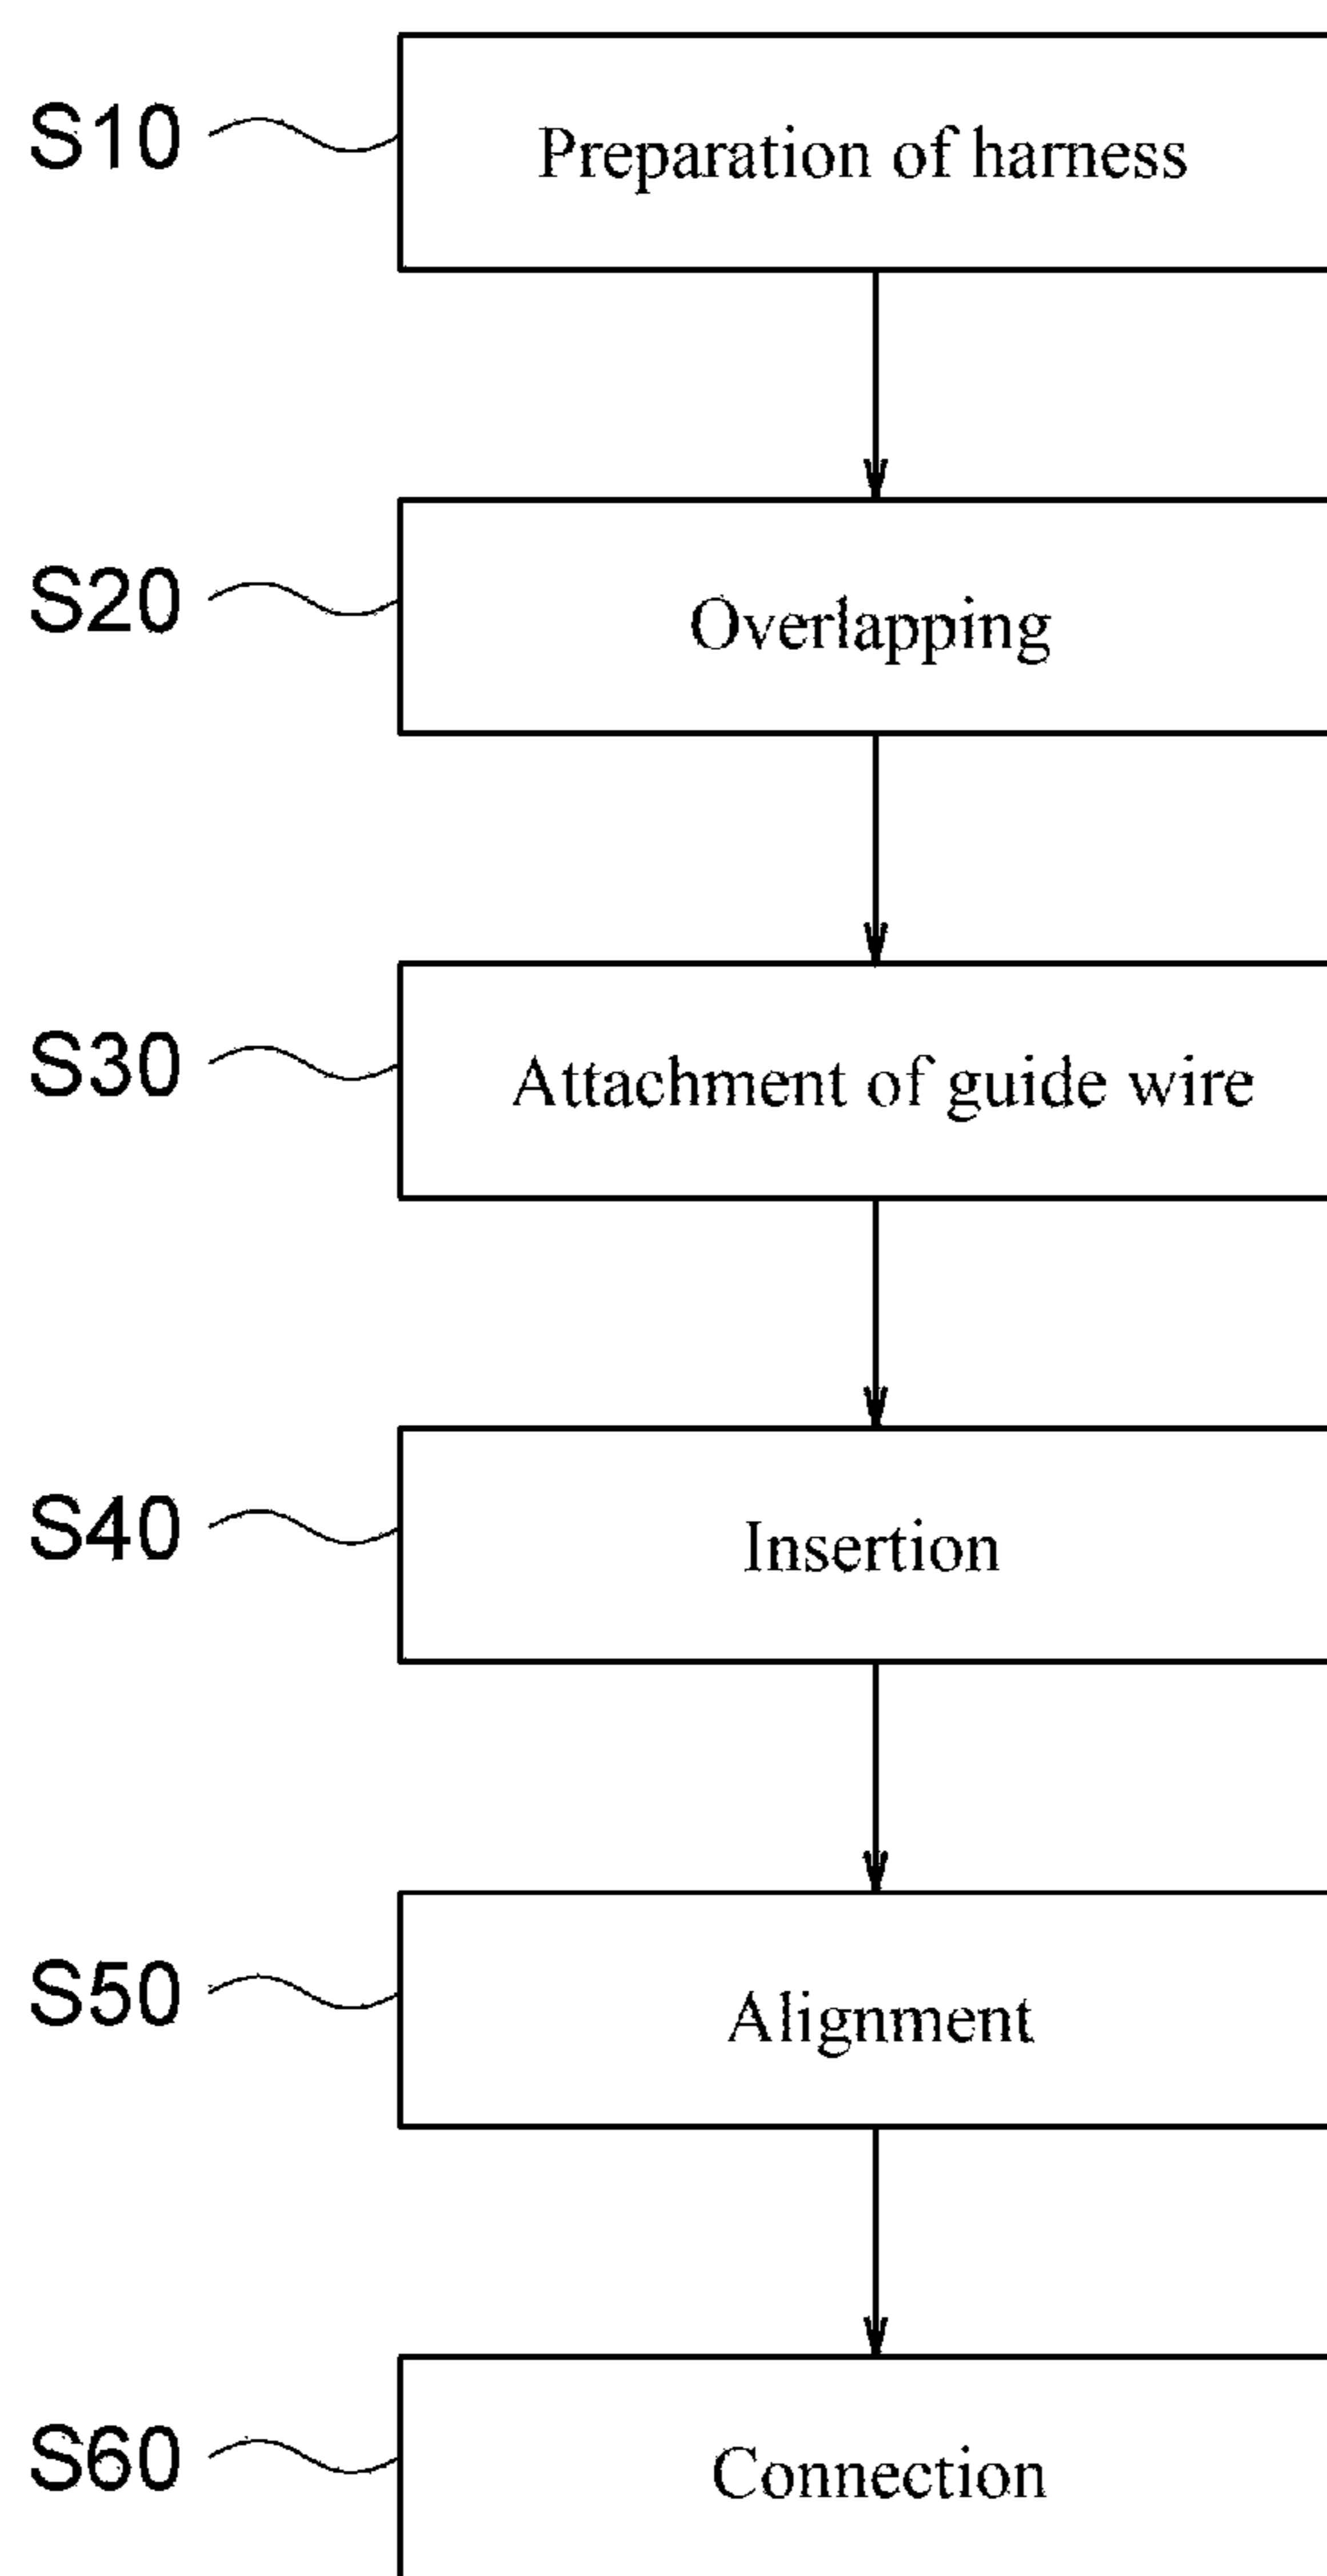 S10 Preparation of harness
S20 Overlapping
S30 Attachment of guide wire
S40 Insertion
S50 Alignment
S60 Connection